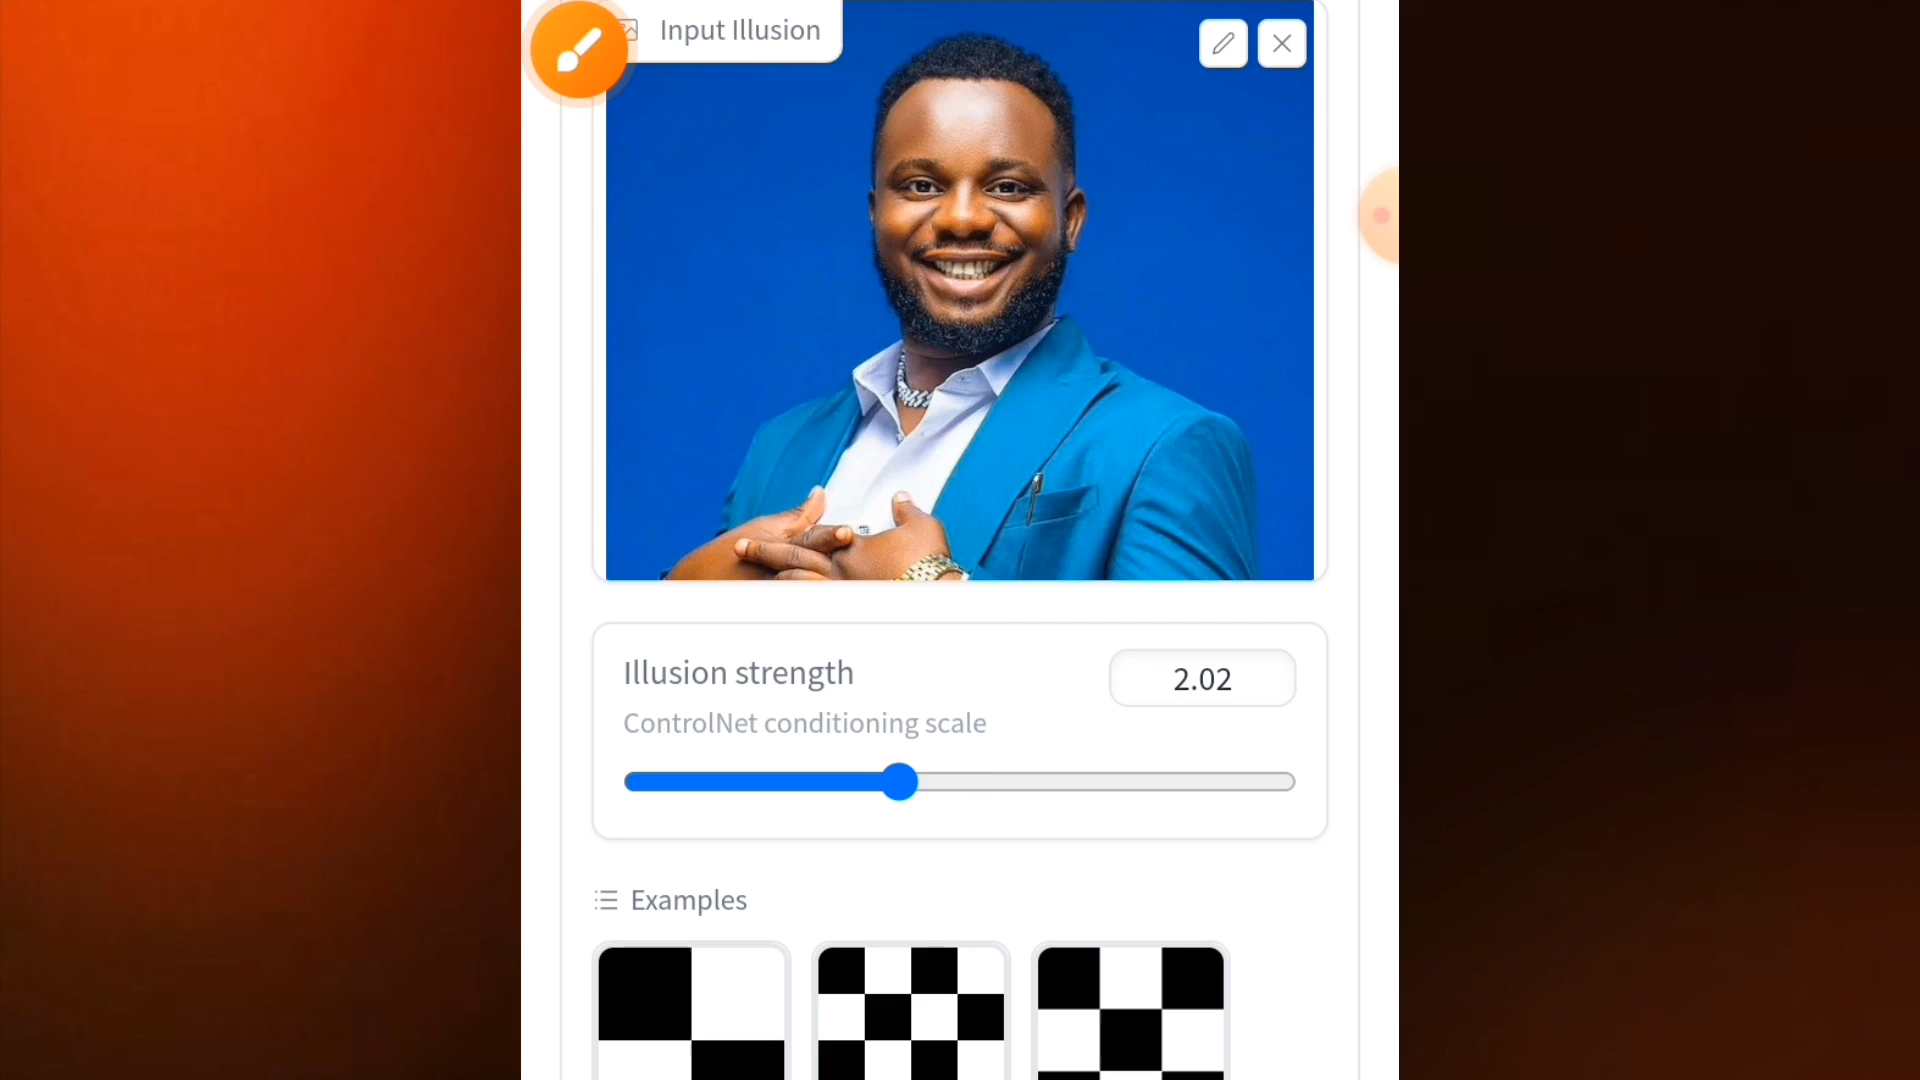 Input Illusion
Illusion strength
2.02
ControlNet conditioning scale
Examples